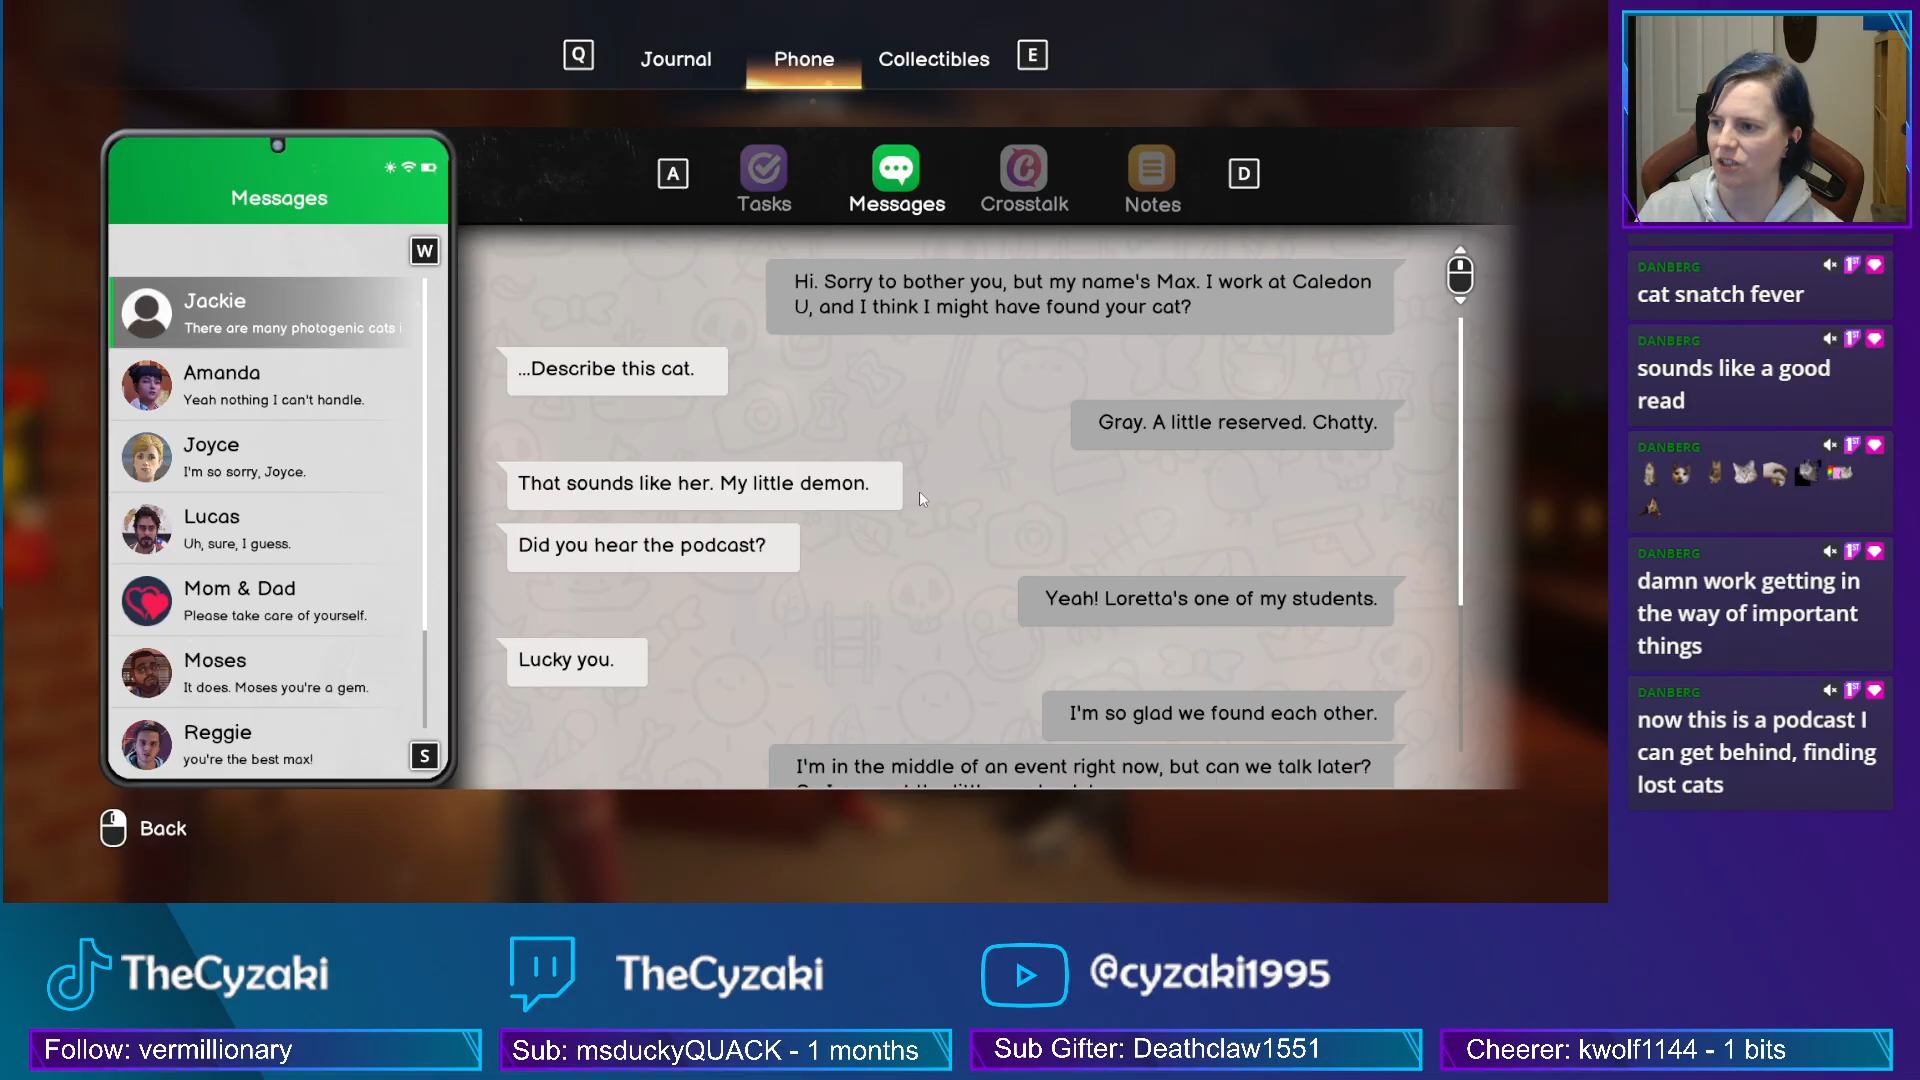 Q
Journal
Phone
Collectibles
E
Messages
A
Tasks
Messages
Crosstalk
Notes
D
W
Jackie
There are many photogenic cats i
Amanda
Yeah nothing I can't handle.
Joyce
I'm so sorry, Joyce.
Lucas
Uh, sure, I guess.
Mom & Dad
Please take care of yourself.
Moses
It does. Moses you're a gem.
Reggie
you're the best max!
S
Back
Hi. Sorry to bother you, but my name's Max. I work at Caledon
U, and I think I might have found your cat?
...Describe this cat.
Gray. A little reserved. Chatty.
That sounds like her. My little demon.
Did you hear the podcast?
Yeah! Loretta's one of my students.
Lucky you.
I'm so glad we found each other.
I'm in the middle of an event right now, but can we talk later?
DANBERG
cat snatch fever
DANBERG
sounds like a good
read
DANBERG
DANBERG
damn work getting in
the way of important
things
DANBERG
now this is a podcast I
can get behind, finding
lost cats
TheCyzaki
TheCyzaki
@cyzaki1995
Follow: vermillionary
Sub: msduckyQUACK - 1 months
Sub Gifter: Deathclaw1551
Cheerer: kwolf1144 - 1 bits